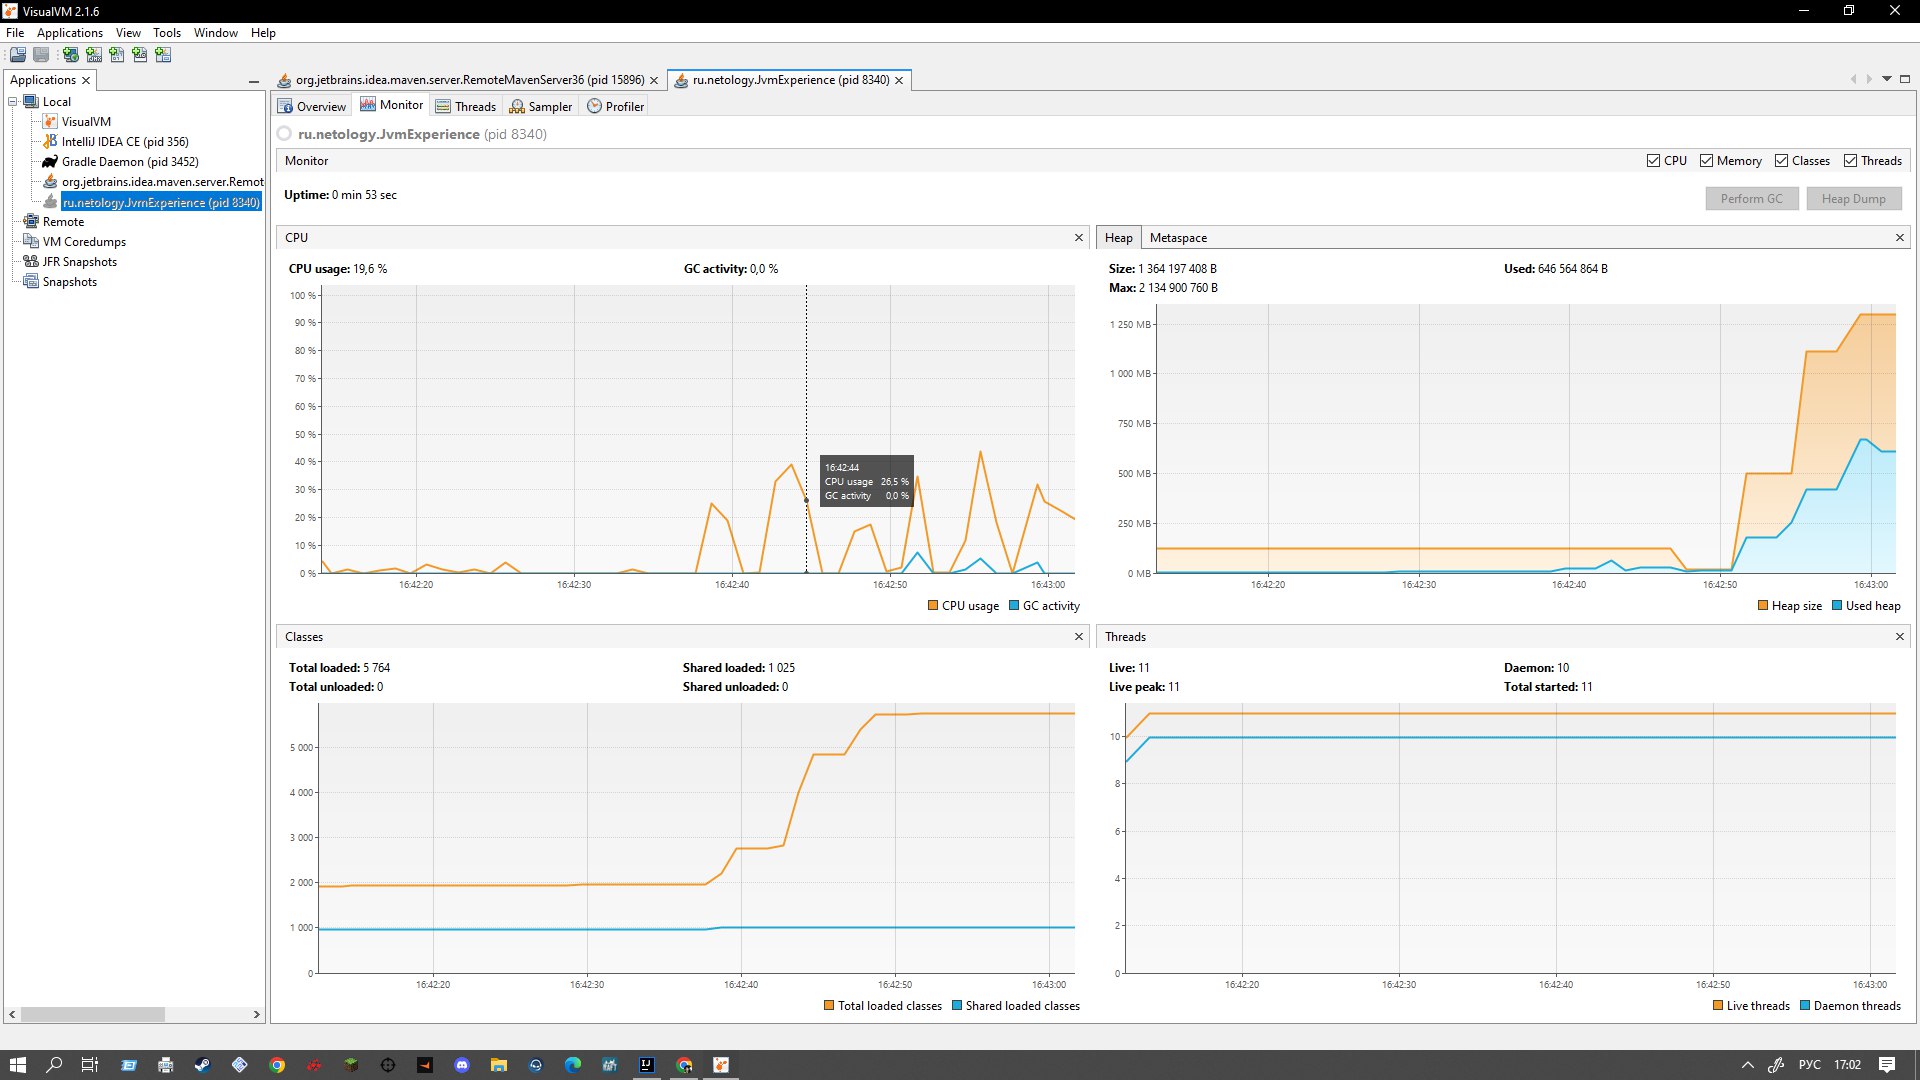 VisualVM 2.1.6
File Applications View Tools Window Help
Applications
Local
VisualVM
IntelliJ IDEA CE (pid 356)
Gradle Daemon (pid 3452)
org.jetbrains.idea.maven.server.Remot
ru.netology.JvmExperience (pid 8340)
Remote
VM Coredumps
JFR Snapshots
Snapshots
org.jetbrains.idea.maven.server.RemoteMavenServer36 (pid 15896)
ru.netology.JvmExperience (pid 8340)
Overview Monitor Threads Sampler Profiler
ru.netology.JvmExperience (pid 8340)
Monitor
CPU Memory Classes Threads
Uptime: 0 min 53 sec
Perform GC Heap Dump
CPU
CPU usage: 19,6 % GC activity: 0,0 %
100 %
90 %
80 %
70 %
60 %
50 %
40 %
30 %
20 %
10 %
0 %
16:42:44
CPU usage 26,5 %
GC activity 0,0 %
16:42:20 16:42:30 16:42:40 16:42:50 16:43:00
CPU usage GC activity
Heap Metaspace
Size: 1 364 197 408 B Used: 646 564 864 B
Max: 2 134 900 760 B
1 250 MB
1 000 MB
750 MB
500 MB
250 MB
0 MB
16:42:20 16:42:30 16:42:40 16:42:50 16:43:00
Heap size Used heap
Classes
Total loaded: 5 764 Shared loaded: 1 025
Total unloaded: 0 Shared unloaded: 0
5 000
4 000
3 000
2 000
1 000
0
16:42:20 16:42:30 16:42:40 16:42:50 16:43:00
Total loaded classes Shared loaded classes
Threads
Live: 11 Daemon: 10
Live peak: 11 Total started: 11
10
8
6
4
2
0
16:42:20 16:42:30 16:42:40 16:42:50 16:43:00
Live threads Daemon threads
РУС 17:02